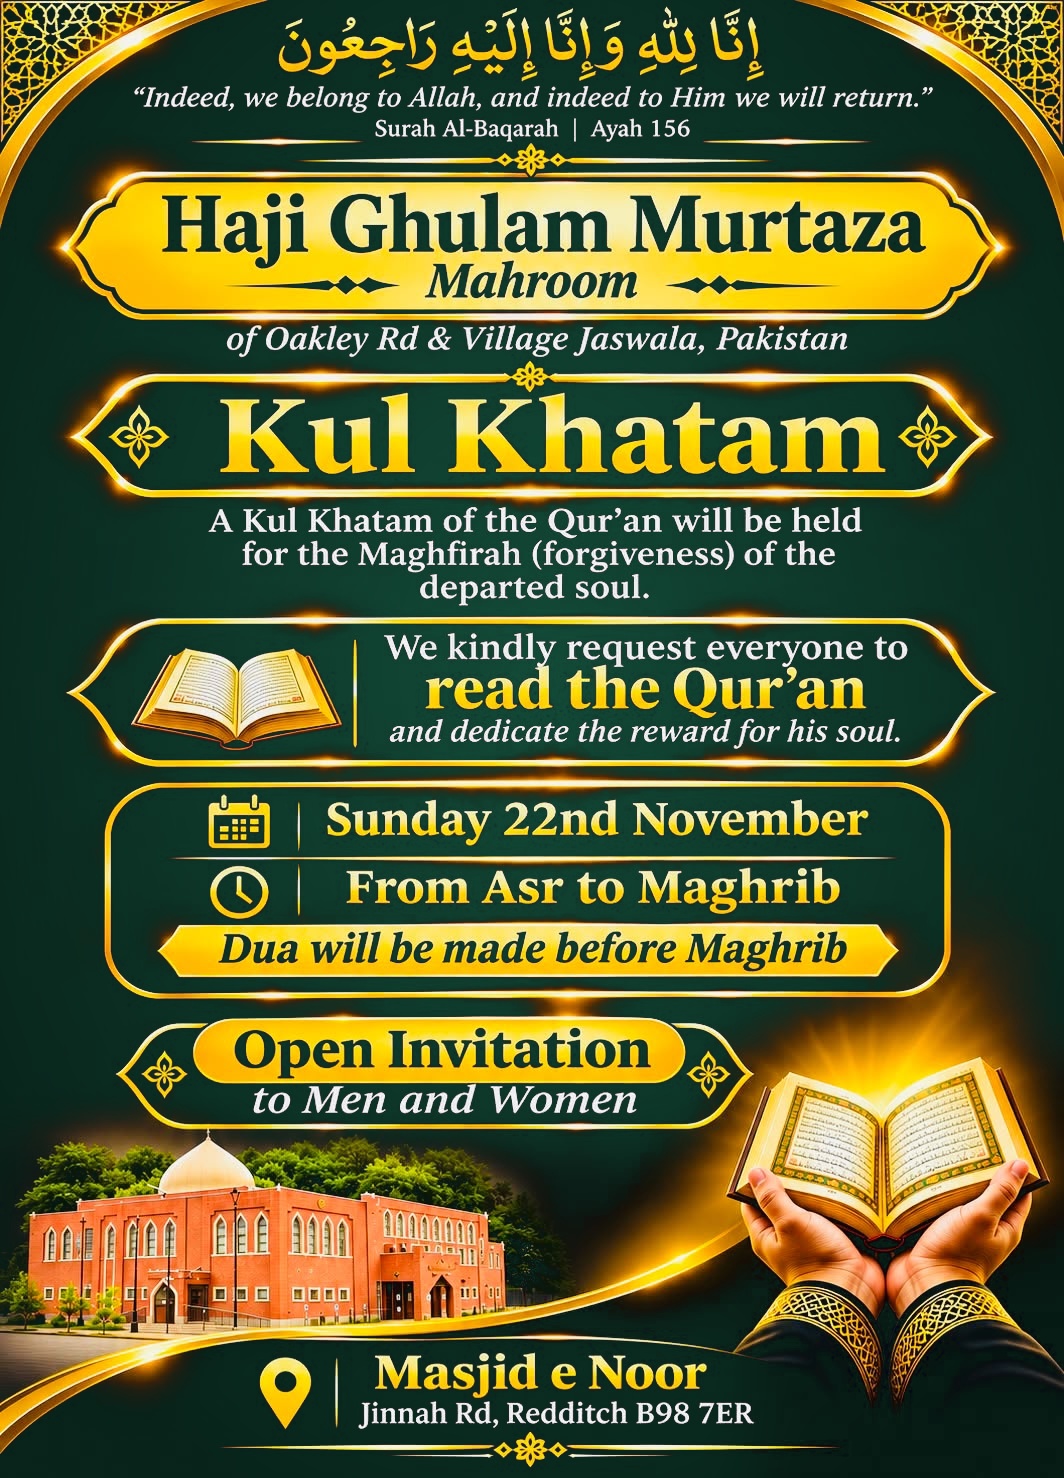 إِنَّا لِلَّٰهِ وَإِنَّا إِلَيْهِ رَاجِعُونَ
“Indeed, we belong to Allah, and indeed to Him we will return.”
Surah Al-Baqarah | Ayah 156
Haji Ghulam Murtaza
Mahroom
of Oakley Rd & Village Jaswala, Pakistan
Kul Khatam
A Kul Khatam of the Qur’an will be held
for the Maghfirah (forgiveness) of the
departed soul.
We kindly request everyone to
read the Qur’an
and dedicate the reward for his soul.
Sunday 22nd November
From Asr to Maghrib
Dua will be made before Maghrib
Open Invitation
to Men and Women
Masjid e Noor
Jinnah Rd, Redditch B98 7ER